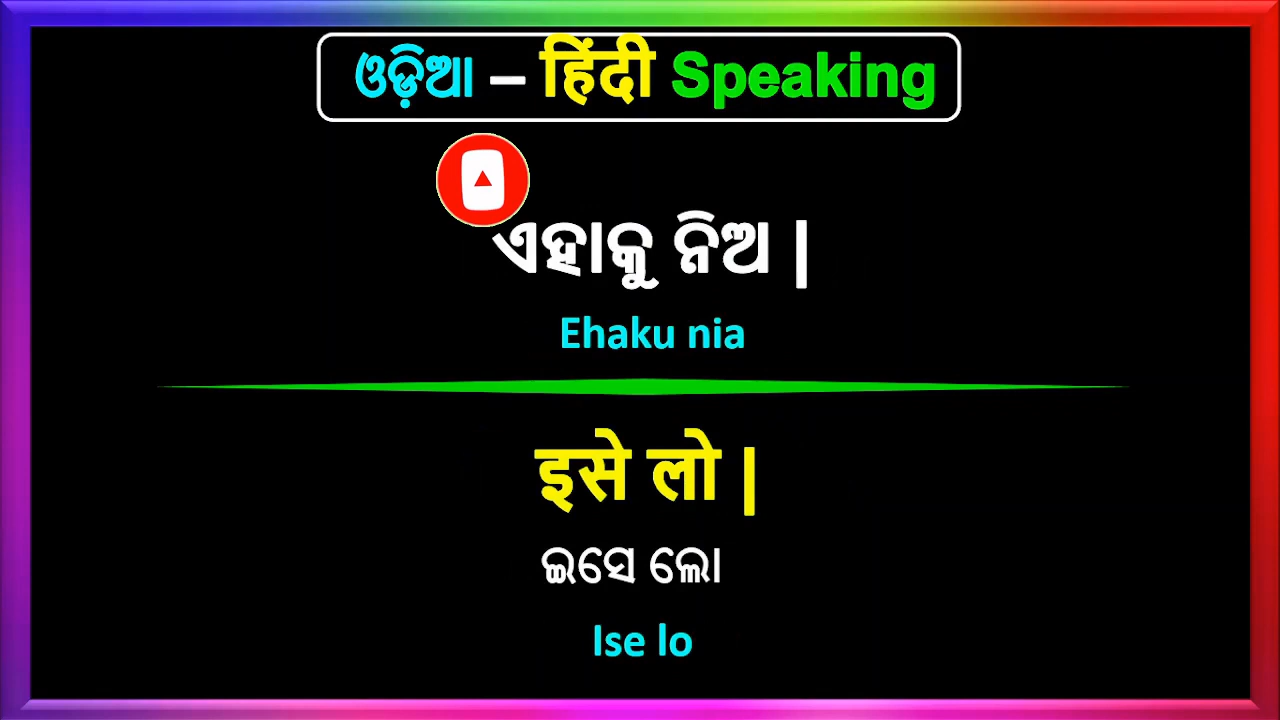 ଓଡ଼ିଆ – हिंदी Speaking
ଏହାକୁ ନିଅ |
Ehaku nia
इसे लो |
ଇସେ ଲୋ
Ise lo